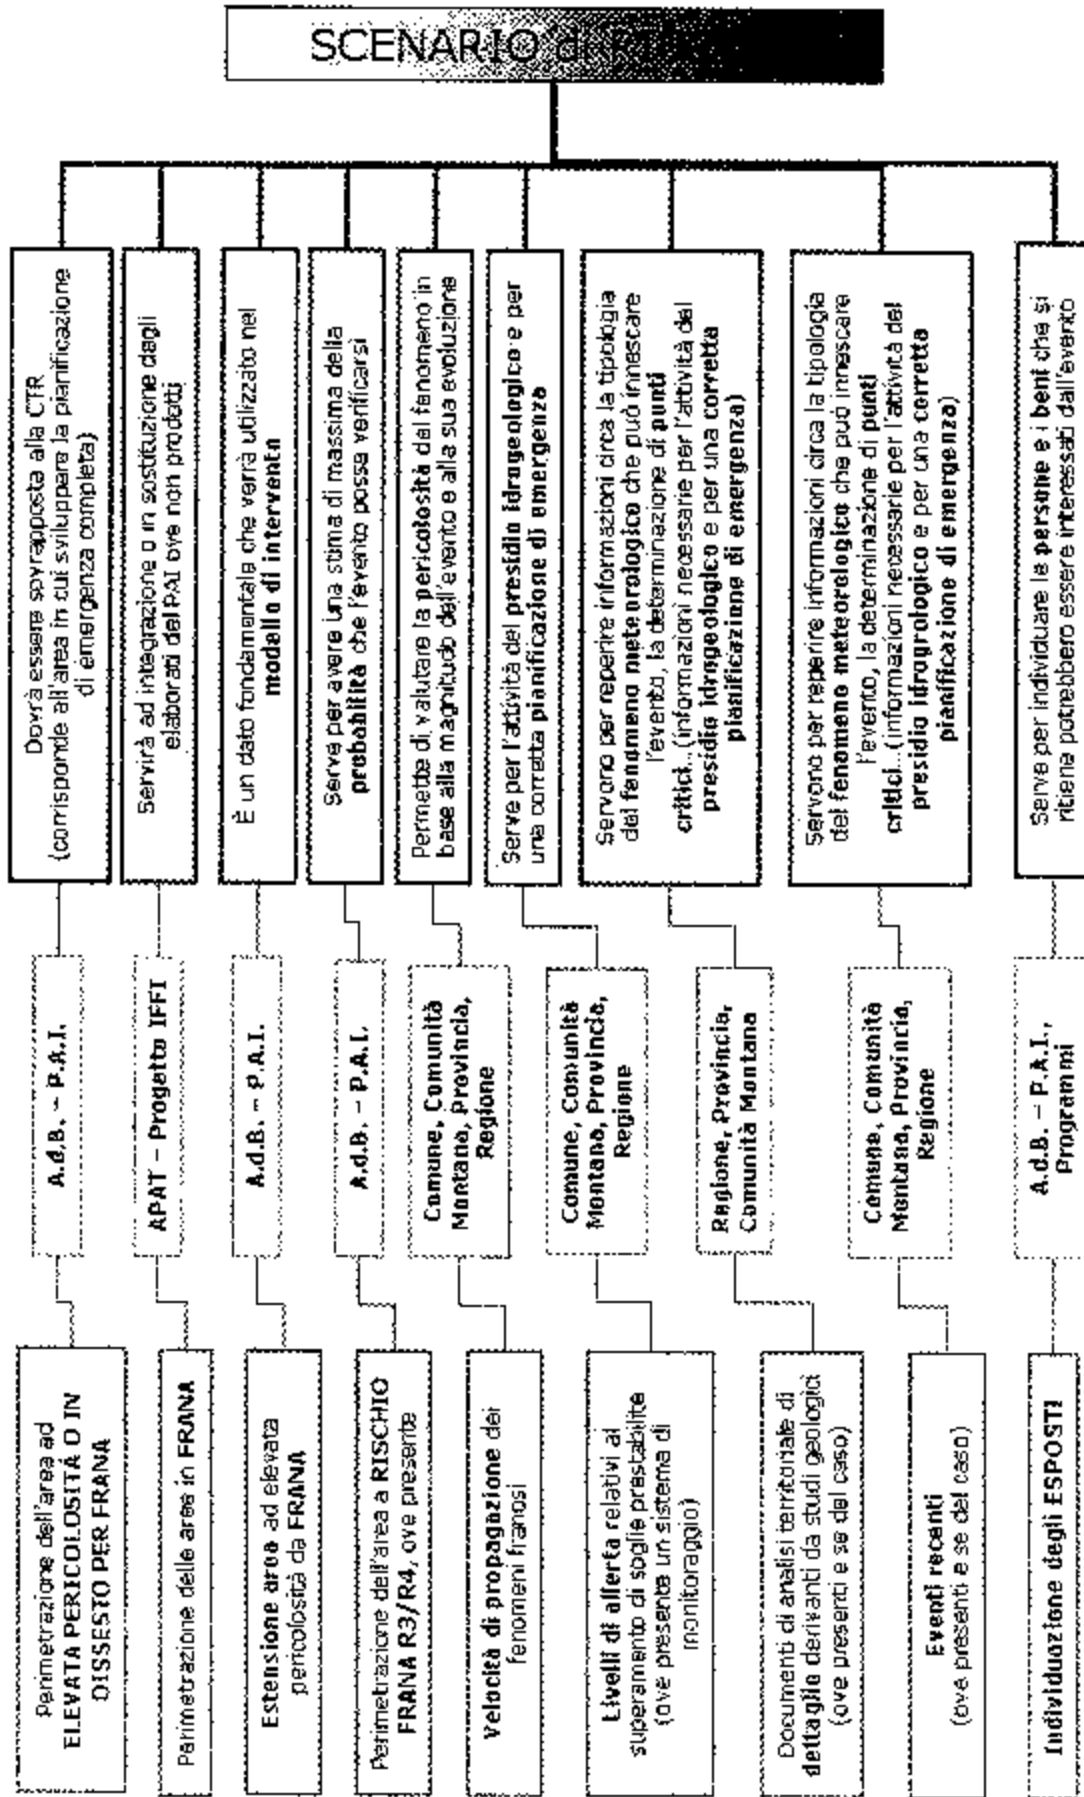 SCENARIO di
Perimetrazione dell'area ad
ELEVATA PERICOLOSITÀ O IN
DISSESTO PER FRANA
A.d.B. – P.A.I.
Dovrà essere sovrapposta alla CTR
(corrisponde all'area in cui sviluppare la pianificazione
di emergenza completa)
Perimetrazione delle aree in FRANA
APAT – Progetto IFFI
Servirà ad integrazione o in sostituzione degli
elaborati del PAI ove non prodotti
Estensione area ad elevata
pericolosità da FRANA
A.d.B. – P.A.I.
È un dato fondamentale che verrà utilizzato nel
modello di intervento
Perimetrazione dell'area a RISCHIO
FRANA R3/R4, ove presente
A.d.B. – P.A.I.
Serve per avere una stima di massima della
probabilità che l'evento possa verificarsi
Velocità di propagazione dei
fenomeni franosi
Comune, Comunità
Montana, Provincia,
Regione
Permette di valutare la pericolosità del fenomeno in
base alla magnitudo dell'evento e alla sua evoluzione
Livelli di allerta relativi al
superamento di soglie prestabilite
(ove presente un sistema di
monitoraggio)
Comune, Comunità
Montana, Provincia,
Regione
Serve per l'attività del presidio idrogeologico e per
una corretta pianificazione di emergenza
Documenti di analisi territoriale di
dettaglio derivanti da studi geologici
(ove presenti e se del caso)
Regione, Provincia,
Comunità Montana
Servono per reperire informazioni circa la tipologia
del fenomeno meteorologico che può innescare
l'evento, la determinazione di punti
critici...(informazioni necessarie per l'attività del
presidio idrogeologico e per una corretta
pianificazione di emergenza)
Eventi recenti
(ove presenti e se del caso)
Comune, Comunità
Montana, Provincia,
Regione
Servono per reperire informazioni circa la tipologia
del fenomeno meteorologico che può innescare
l'evento, la determinazione di punti
critici...(informazioni necessarie per l'attività del
presidio idrogrologico e per una corretta
pianificazione di emergenza)
Individuazione degli ESPOSTI
A.d.B. – P.A.I.,
Programmi
Serve per individuare le persone e i beni che si
ritiene potrebbero essere interessati dall'evento